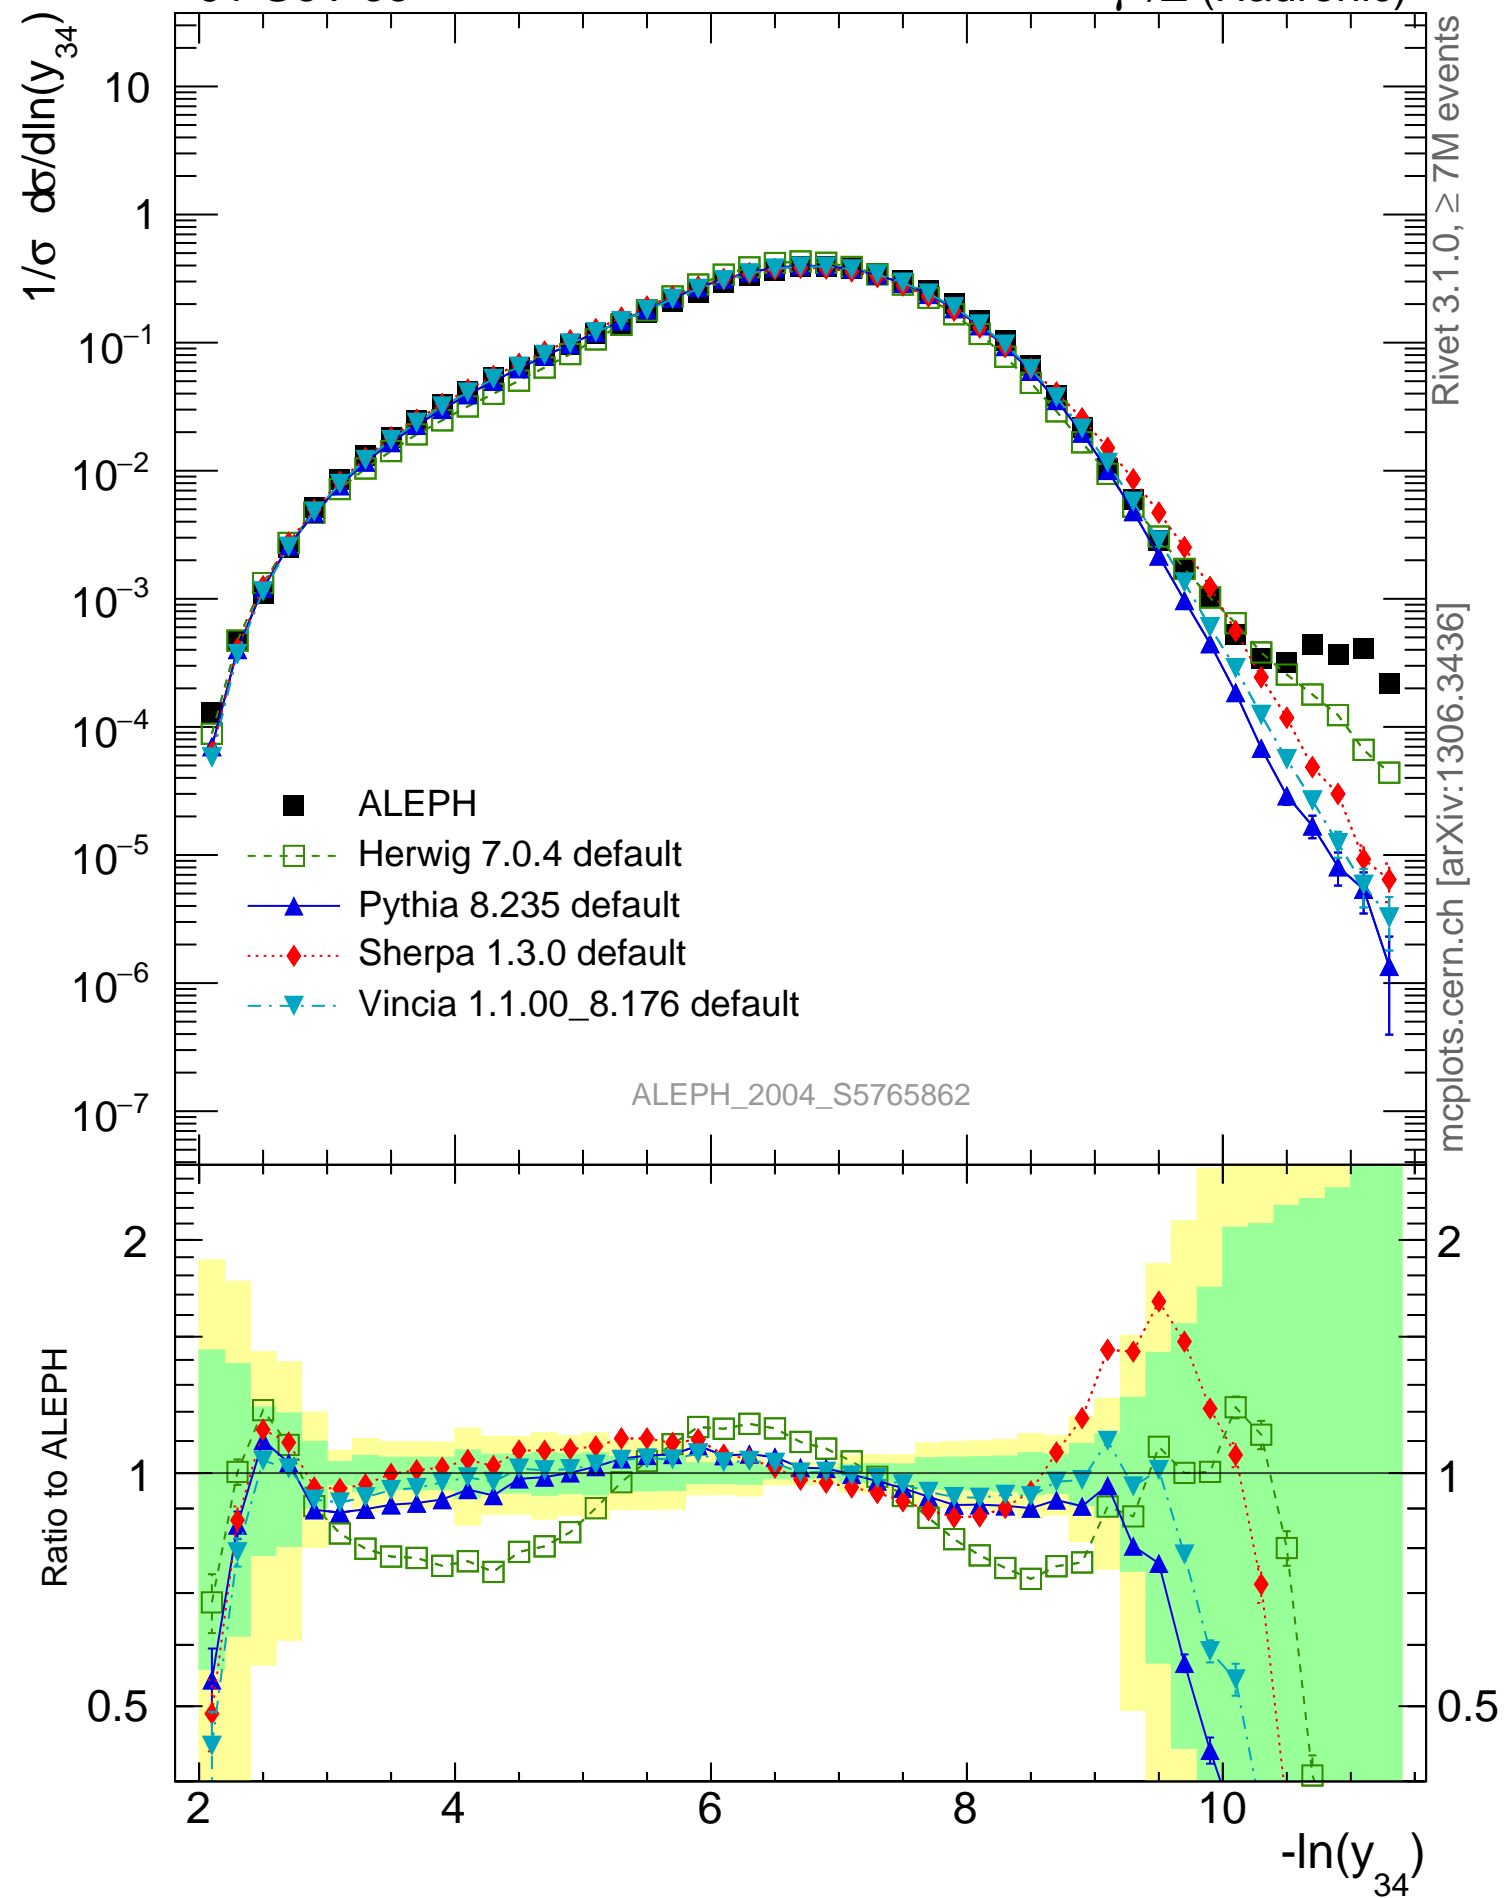 1/σ dσ/dln(y34)
10
1
10−1
10−2
10−3
10−4
10−5
10−6
10−7
ALEPH
Herwig 7.0.4 default
Pythia 8.235 default
Sherpa 1.3.0 default
Vincia 1.1.00_8.176 default
ALEPH_2004_S5765862
Rivet 3.1.0, ≥ 7M events
mcplots.cern.ch [arXiv:1306.3436]
Ratio to ALEPH
2
1
0.5
2
1
0.5
2 4 6 8 10
-ln(y34)